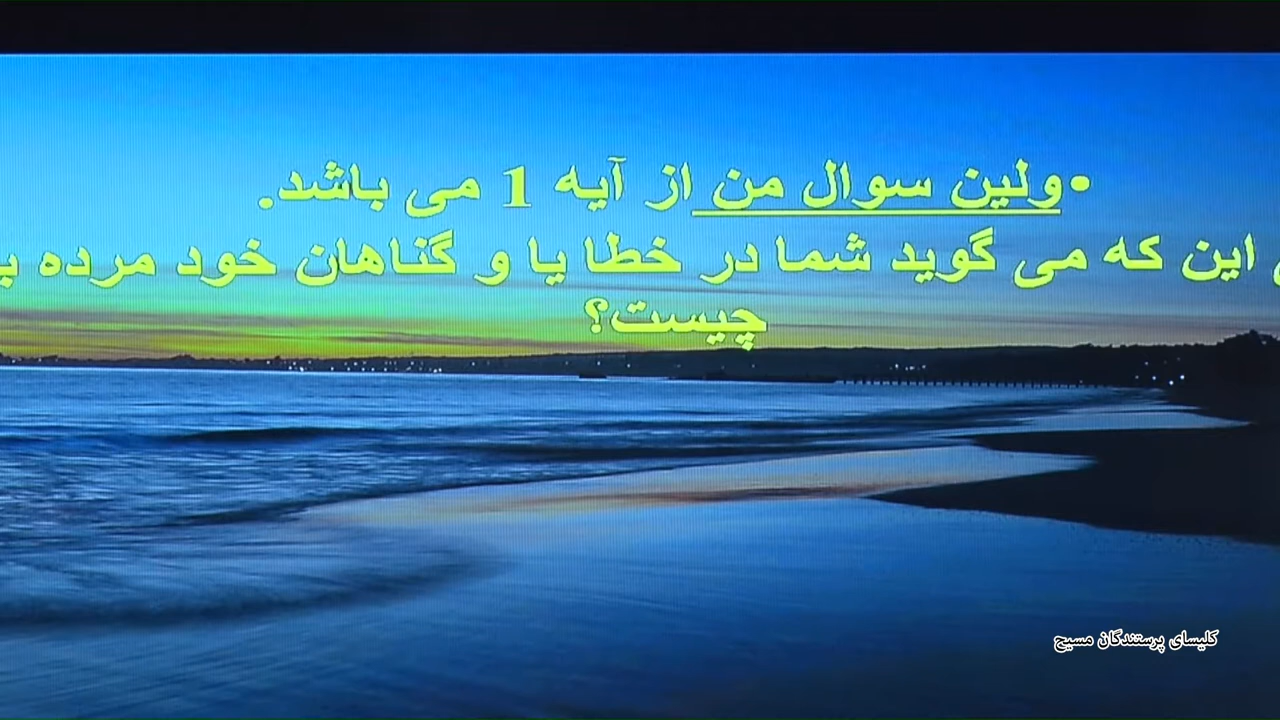 •ولین سوال من از آیه 1 می باشد.
این که می گوید شما در خطا یا و گناهان خود مرده
چیست؟
کلیسای پرستندگان مسیح